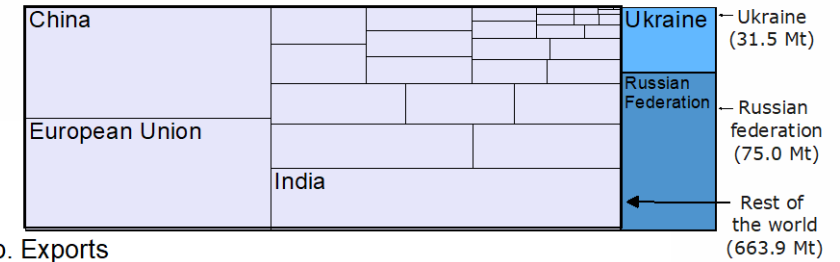 China
European Union
India
Ukraine
Russian
Federation
Ukraine
(31.5 Mt)
Russian
federation
(75.0 Mt)
Rest of
the world
(663.9 Mt)
b. Exports